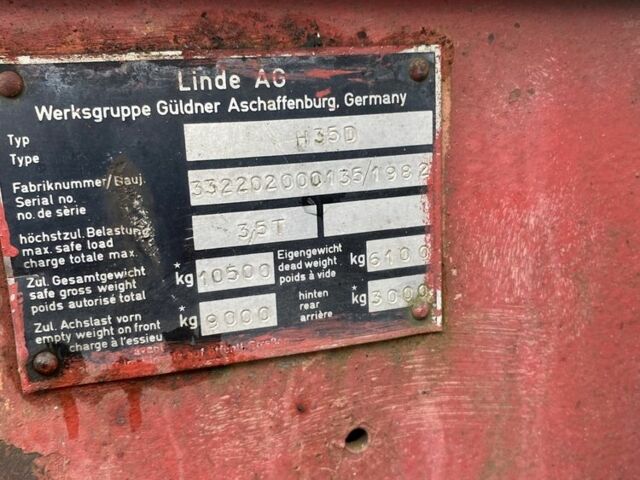 Linde AG
Werksgruppe Güldner Aschaffenburg, Germany
Typ
Type
H35D
Fabriknummer/Bauj.
Serial no.
no. de série
332202000135/1982
höchstzul. Belastung
max. safe load
charge totale max.
3,5T
Zul. Gesamtgewicht
safe gross weight
poids autorisé total
*kg 10500
Eigengewicht
dead weight
poids à vide
*kg 6100
Zul. Achslast vorn
empty weight on front
charge à l'essieu
avant
*kg 9000
hinten
rear
arrière
*kg 3000